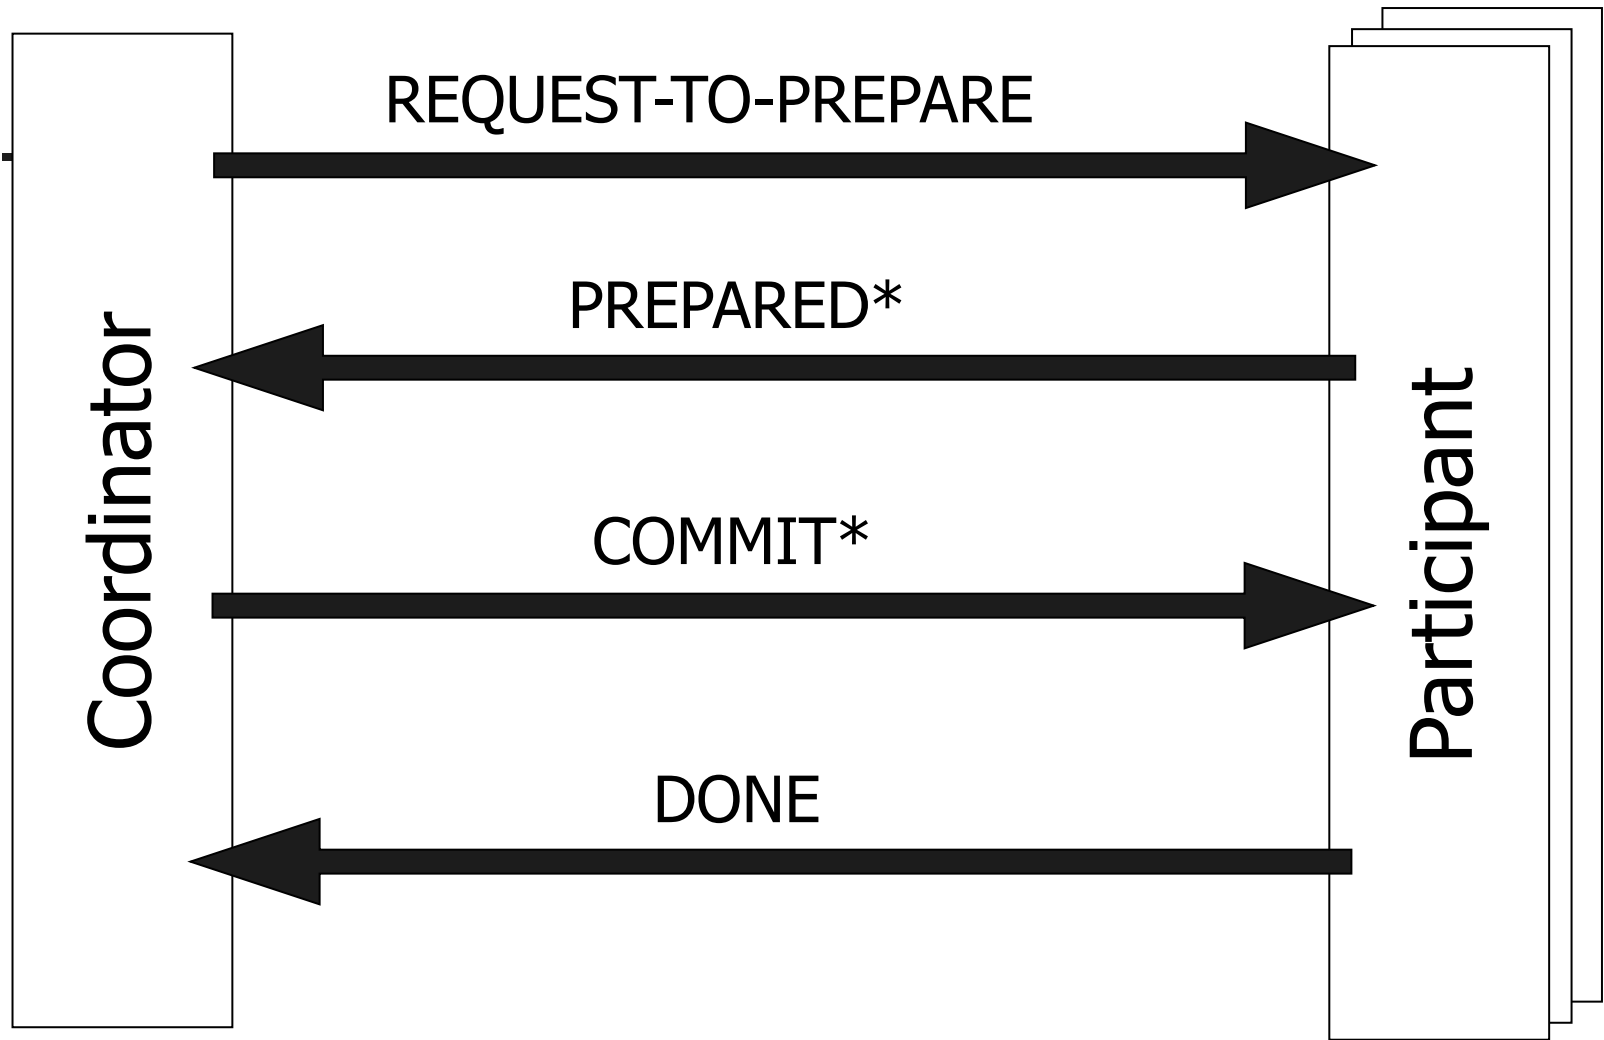 REQUEST-TO-PREPARE
PREPARED*
Coordinator
Participant
COMMIT*
DONE